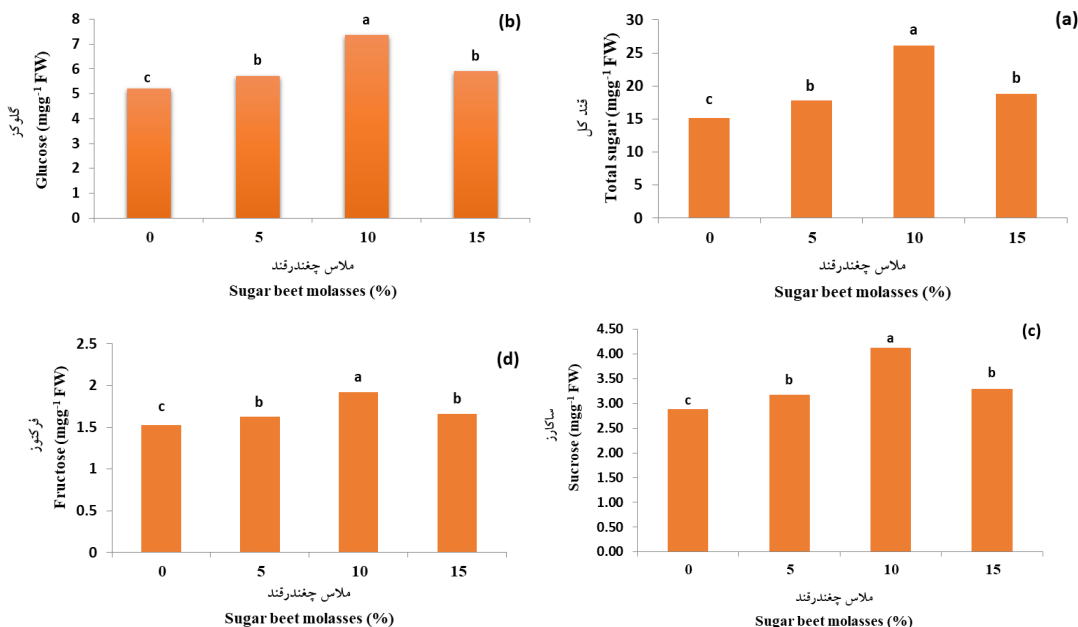 (b)
گلوکز
Glucose (mgg-1 FW)
8
7
6
5
4
3
2
1
0
c
b
a
b
0 5 10 15
ملاس چغندرقند
Sugar beet molasses (%)
(a)
قند کل
Total sugar (mgg-1 FW)
30
25
20
15
10
5
0
c
b
a
b
0 5 10 15
ملاس چغندرقند
Sugar beet molasses (%)
(d)
فرکتوز
Fructose (mgg-1 FW)
2.5
2
1.5
1
0.5
0
c
b
a
b
0 5 10 15
ملاس چغندرقند
Sugar beet molasses (%)
(c)
ساکارز
Sucrose (mgg-1 FW)
4.50
4.00
3.50
3.00
2.50
2.00
1.50
1.00
0.50
0.00
c
b
a
b
0 5 10 15
ملاس چغندرقند
Sugar beet molasses (%)